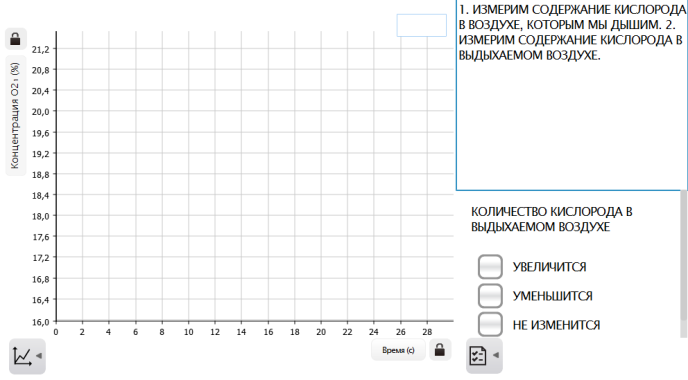 1. ИЗМЕРИМ СОДЕРЖАНИЕ КИСЛОРОДА
В ВОЗДУХЕ, КОТОРЫМ МЫ ДЫШИМ. 2.
ИЗМЕРИМ СОДЕРЖАНИЕ КИСЛОРОДА В
ВЫДЫХАЕМОМ ВОЗДУХЕ.
Концентрация O2 1 (%)
21,2
20,8
20,4
20,0
19,6
19,2
18,8
18,4
18,0
17,6
17,2
16,8
16,4
16,0
0 2 4 6 8 10 12 14 16 18 20 22 24 26 28
Время (с)
КОЛИЧЕСТВО КИСЛОРОДА В
ВЫДЫХАЕМОМ ВОЗДУХЕ
УВЕЛИЧИТСЯ
УМЕНЬШИТСЯ
НЕ ИЗМЕНИТСЯ